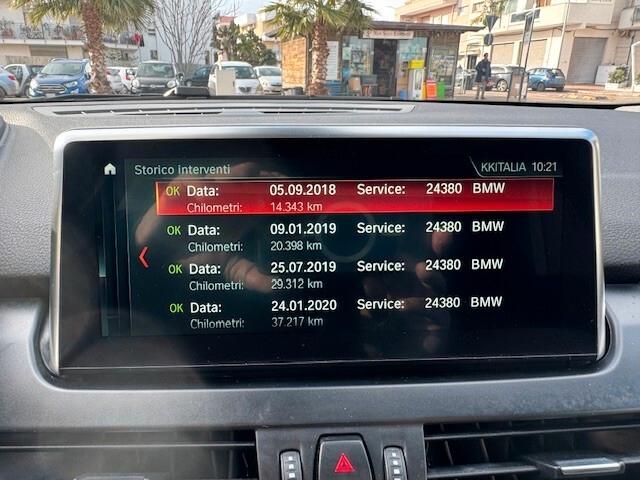 Storico interventi KKITALIA 10:21
OK Data: 05.09.2018 Service: 24380 BMW
Chilometri: 14.343 km
OK Data: 09.01.2019 Service: 24380 BMW
Chilometri: 20.398 km
OK Data: 25.07.2019 Service: 24380 BMW
Chilometri: 29.312 km
OK Data: 24.01.2020 Service: 24380 BMW
Chilometri: 37.217 km